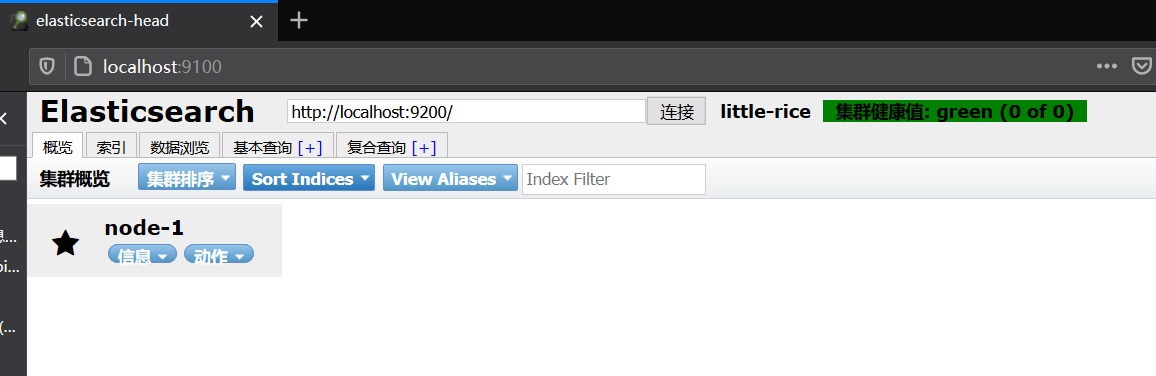 elasticsearch-head
localhost:9100
Elasticsearch http://localhost:9200/ 连接 little-rice 集群健康值: green (0 of 0)
概览 索引 数据浏览 基本查询 [+] 复合查询 [+]
集群概览 集群排序 Sort Indices View Aliases Index Filter
node-1
信息 动作